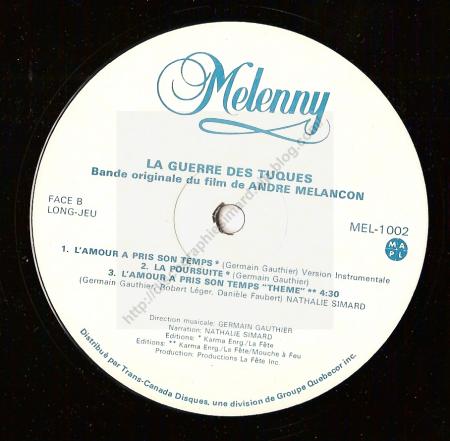 Melenny
LA GUERRE DES TUQUES
Bande originale du film de ANDRE MELANCON
FACE B
LONG-JEU
MEL-1002
M A
P L
1. L'AMOUR A PRIS SON TEMPS * (Germain Gauthier) Version Instrumentale
2. LA POURSUITE * (Germain Gauthier)
3. L'AMOUR A PRIS SON TEMPS "THEME" ** 4:30
(Germain Gauthier, Robert Léger, Danièle Faubert) NATHALIE SIMARD
Direction musicale: GERMAIN GAUTHIER
Narration: NATHALIE SIMARD
Editions: * Karma Enrg./La Fête
Editions: ** Karma Enrg./La Fête/Mouche à Feu
Production: Productions La Fête Inc.
Distribué par Trans-Canada Disques, une division de Groupe Quebecor inc.